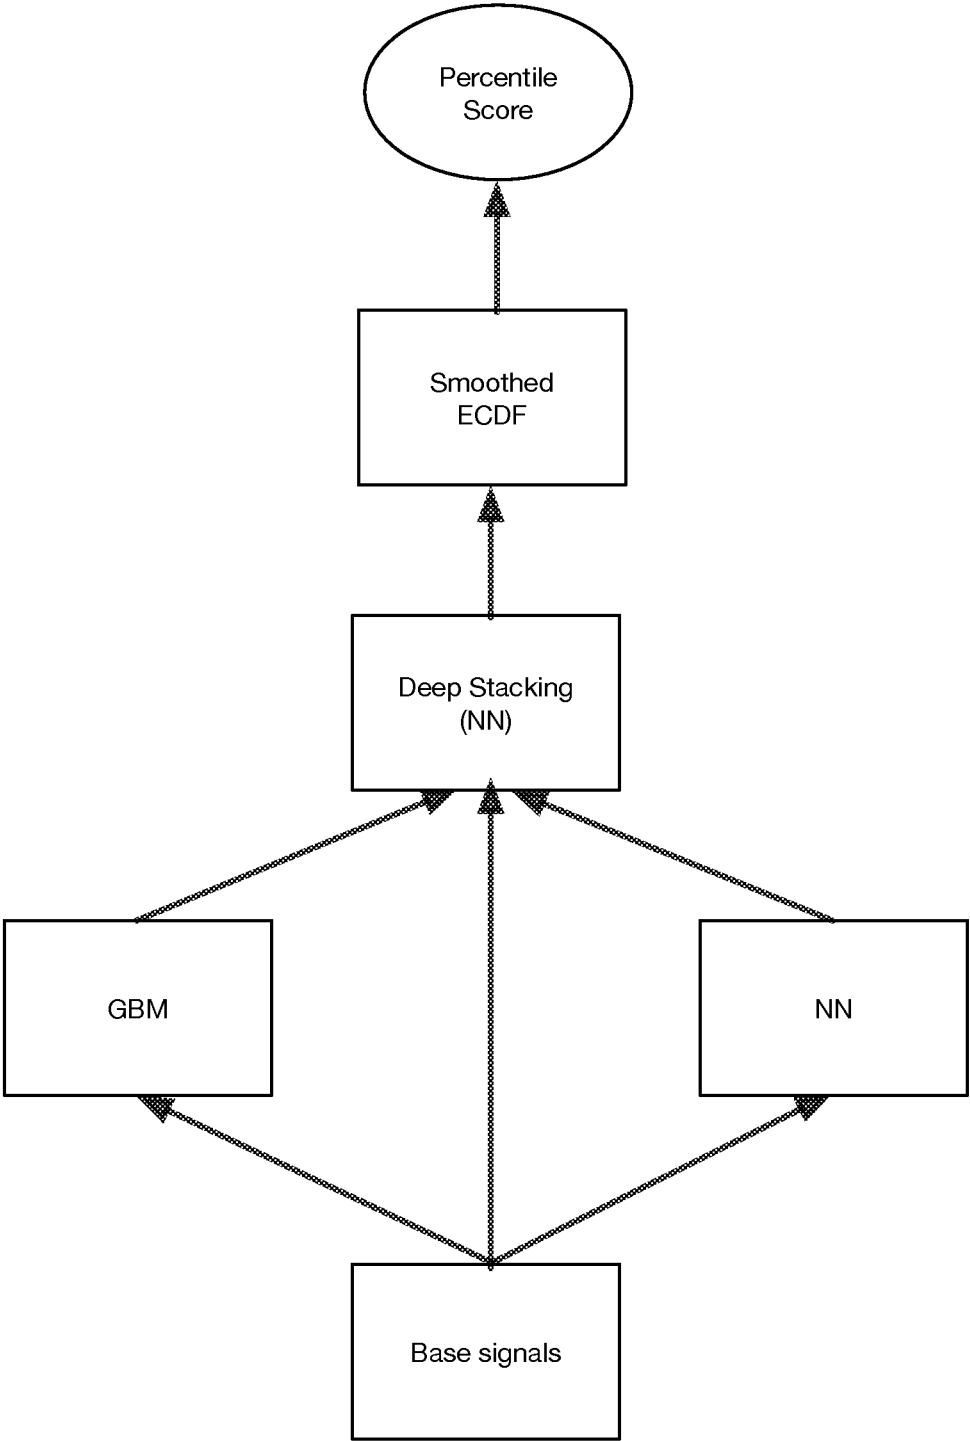 Percentile
Score
Smoothed
ECDF
Deep Stacking
(NN)
GBM
NN
Base signals